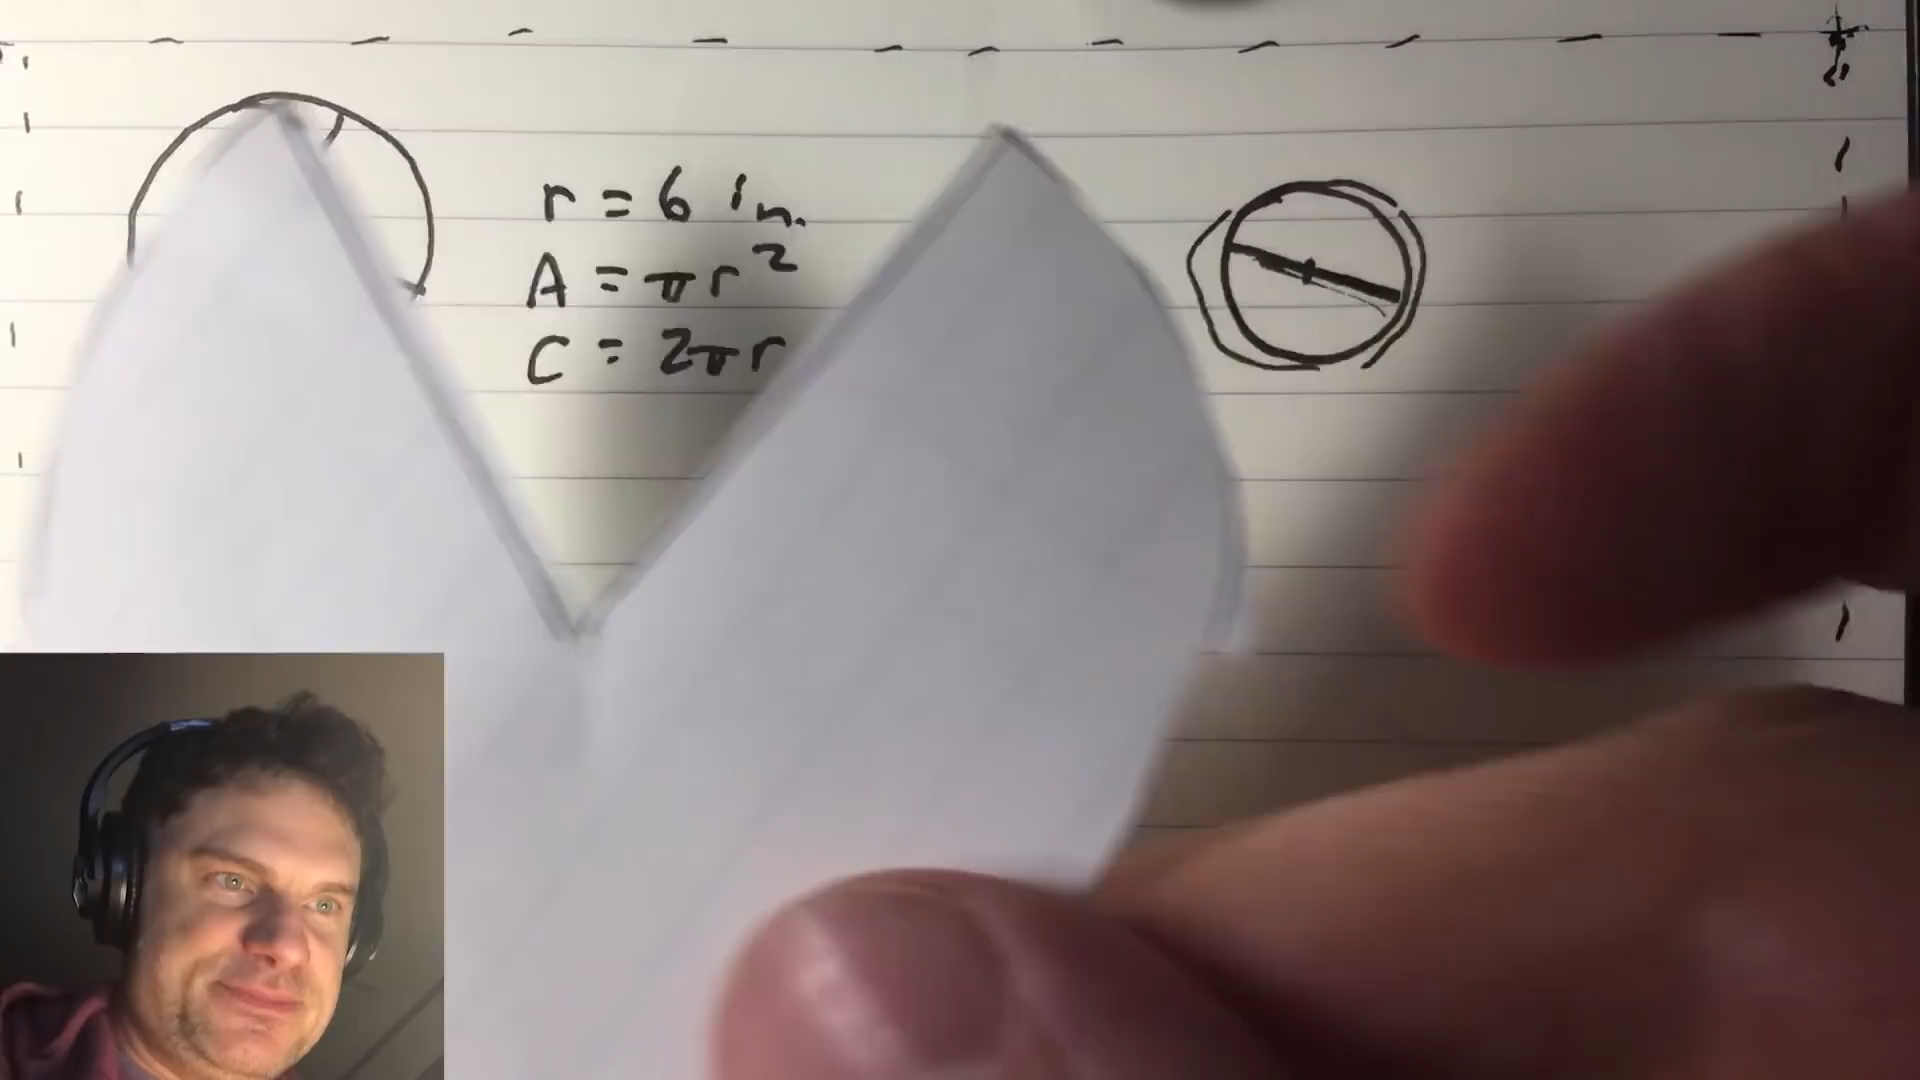 r = 6 in.
A = πr²
C = 2πr